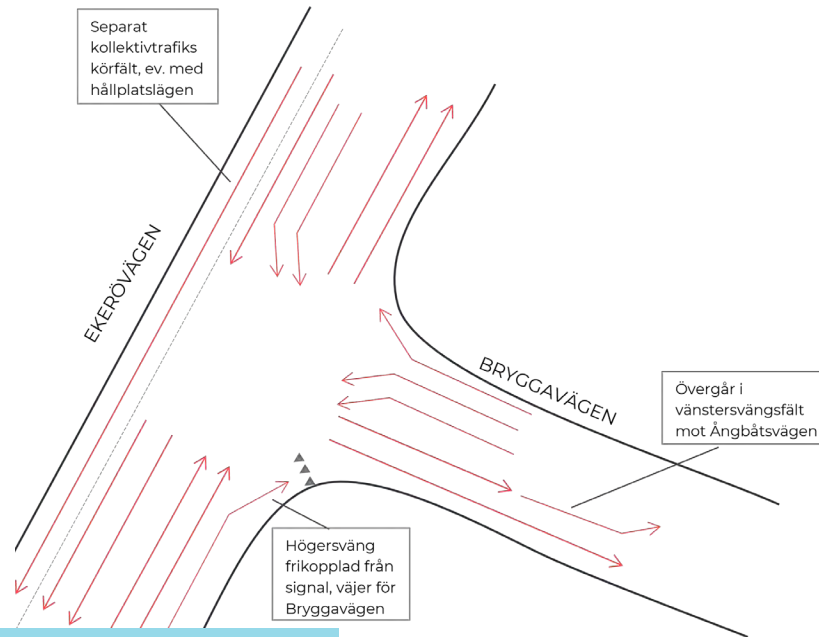 Separat
kollektivtrafiks
körfält, ev. med
hållplatslägen
EKERÖVÄGEN
BRYGGAVÄGEN
Övergår i
vänstersvängsfält
mot Ångbåtsvägen
Högersväng
frikopplad från
signal, väjer för
Bryggavägen